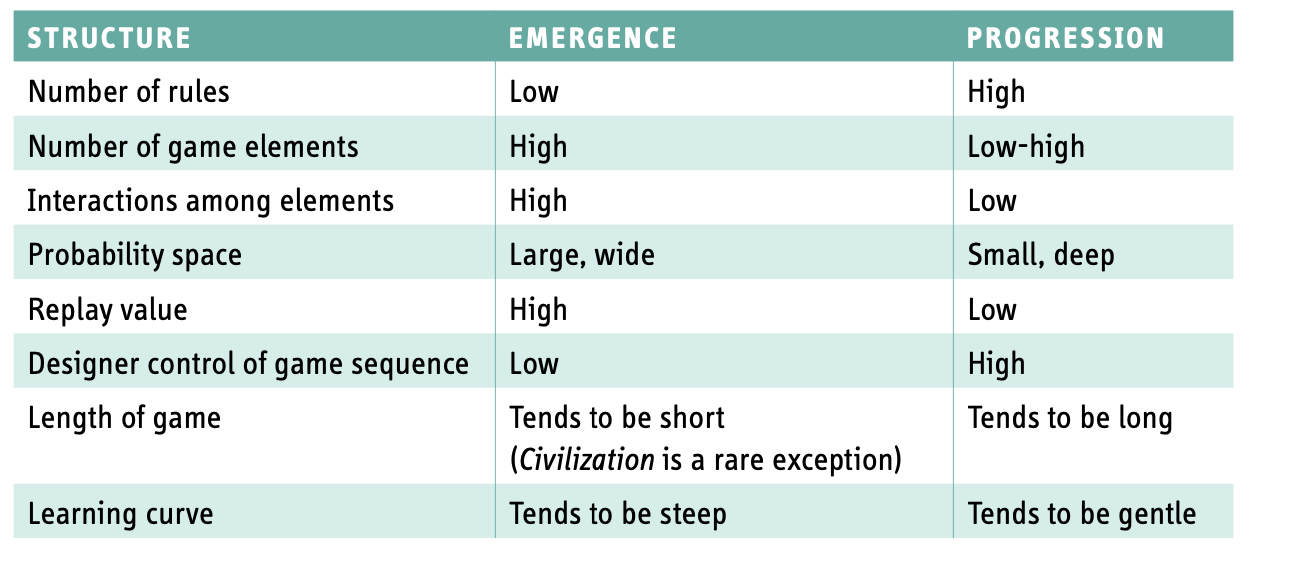 STRUCTURE EMERGENCE PROGRESSION
Number of rules Low High
Number of game elements High Low-high
Interactions among elements High Low
Probability space Large, wide Small, deep
Replay value High Low
Designer control of game sequence Low High
Length of game Tends to be short Tends to be long
(Civilization is a rare exception)
Learning curve Tends to be steep Tends to be gentle